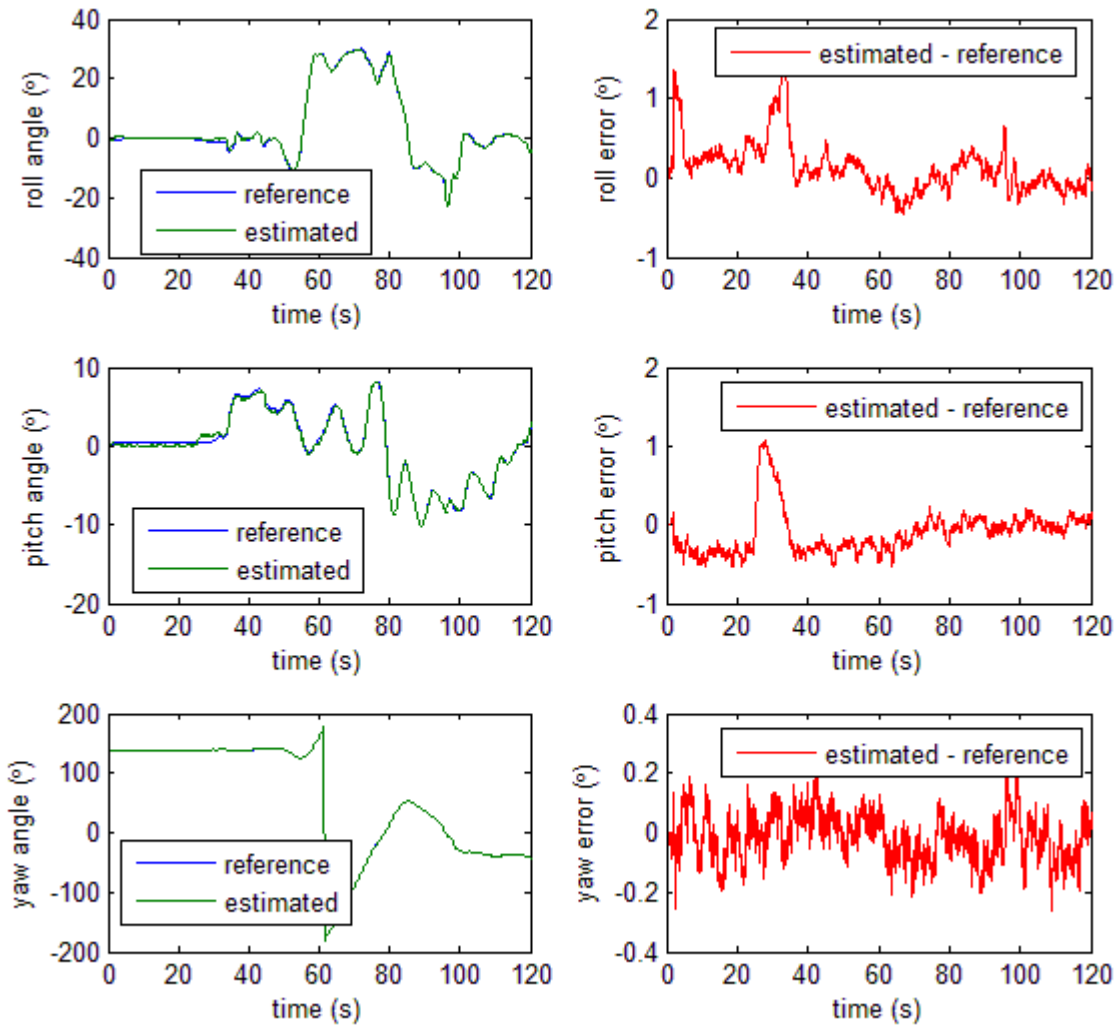 40
20
0
-20
-40
roll angle (º)
reference
estimated
0 20 40 60 80 100 120
time (s)
2
1
0
-1
roll error (º)
estimated - reference
0 20 40 60 80 100 120
time (s)
10
0
-10
-20
pitch angle (º)
reference
estimated
0 20 40 60 80 100 120
time (s)
2
1
0
-1
pitch error (º)
estimated - reference
0 20 40 60 80 100 120
time (s)
200
100
0
-100
-200
yaw angle (º)
reference
estimated
0 20 40 60 80 100 120
time (s)
0.4
0.2
0
-0.2
-0.4
yaw error (º)
estimated - reference
0 20 40 60 80 100 120
time (s)